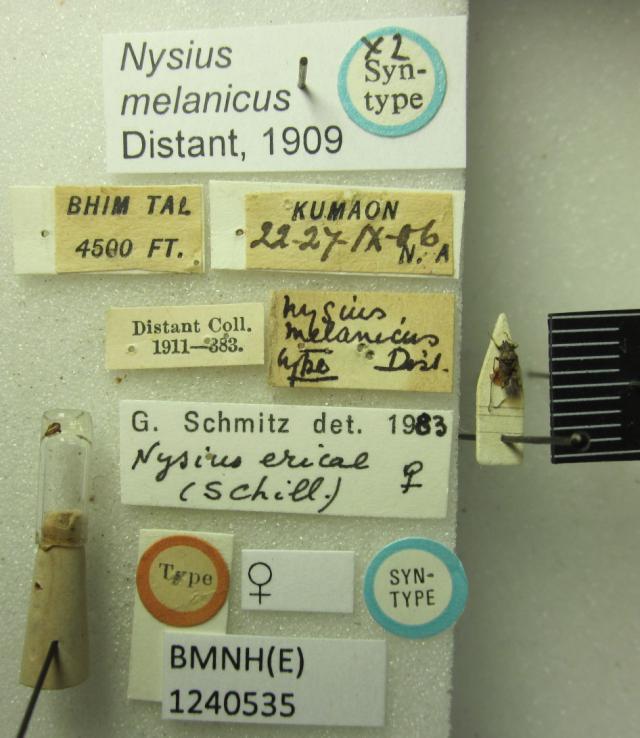 Nysius
melanicus
Distant, 1909
x2
Syn-
type
BHIM TAL
4500 FT.
KUMAON
22-27-IX-06
N. A
Distant Coll.
1911—383.
Nysius
melanicus
type Dist.
G. Schmitz det. 1983
Nysius ericae
(Schill.) ♀
Type
♀
SYN-
TYPE
BMNH(E)
1240535